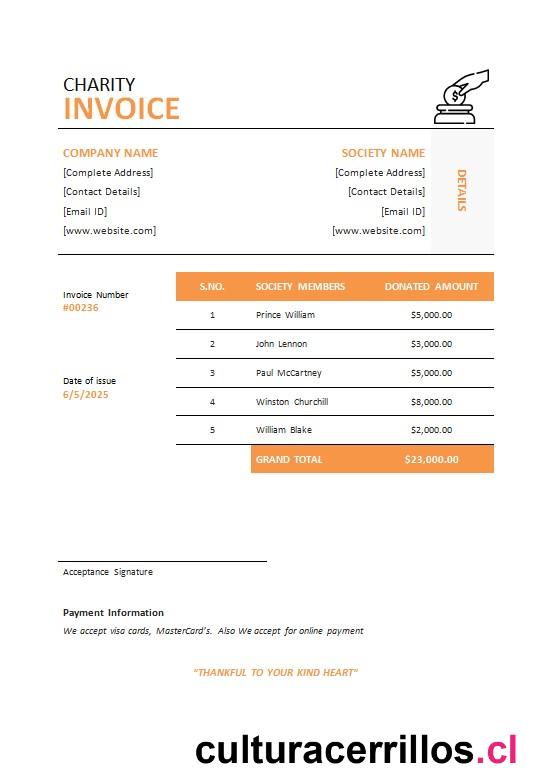 CHARITY
INVOICE
COMPANY NAME
[Complete Address]
[Contact Details]
[Email ID]
[www.website.com]
SOCIETY NAME
[Complete Address]
[Contact Details]
[Email ID]
[www.website.com]
DETAILS
Invoice Number
#00236
Date of issue
6/5/2025
S.NO. SOCIETY MEMBERS DONATED AMOUNT
1 Prince William $5,000.00
2 John Lennon $3,000.00
3 Paul McCartney $5,000.00
4 Winston Churchill $8,000.00
5 William Blake $2,000.00
GRAND TOTAL $23,000.00
Acceptance Signature
Payment Information
We accept visa cards, MasterCard's. Also We accept for online payment
"THANKFUL TO YOUR KIND HEART"
culturacerrillos.cl